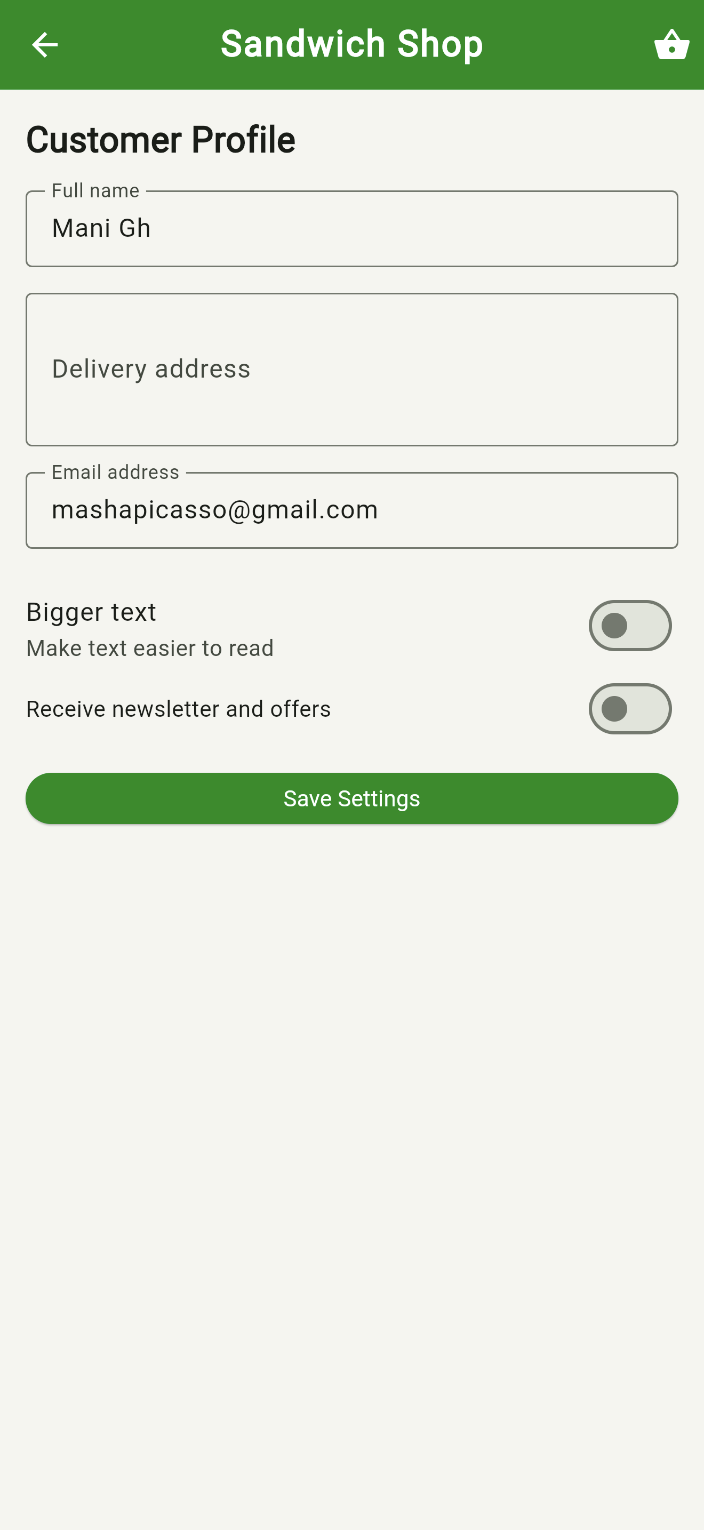 Sandwich Shop
Customer Profile
Full name
Mani Gh
Delivery address
Email address
mashapicasso@gmail.com
Bigger text
Make text easier to read
Receive newsletter and offers
Save Settings